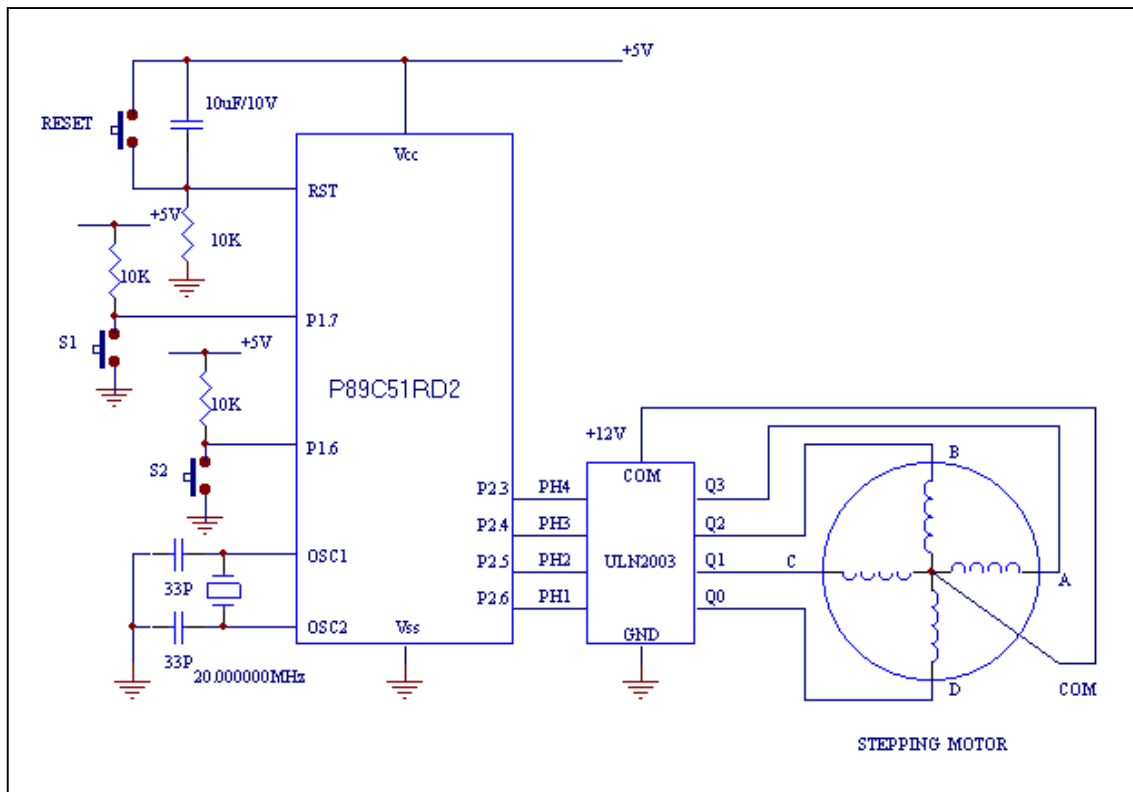 +5V
10uF/10V
RESET
Vcc
RST
+5V
10K
10K
P1.7
S1
+5V
P89C51RD2
10K
+12V
P1.6
B
S2
COM
Q3
P2.3
PH4
Q2
P2.4
PH3
OSC1
P2.5
PH2
ULN2003
Q1
C
A
33P
P2.6
PH1
Q0
OSC2
Vss
GND
33P
20.000000MHz
D
COM
STEPPING MOTOR